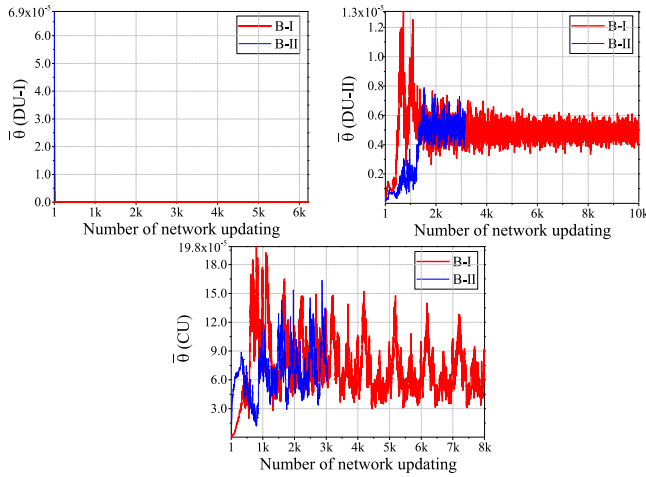 6.9x10⁻⁵
6.0
5.0
4.0
3.0
2.0
1.0
0.0
θ̅ (DU-I)
B-I
B-II
1 1k 2k 3k 4k 5k 6k
Number of network updating
1.3x10⁻⁵
1.2
1.0
0.8
0.6
0.4
0.2
θ̅ (DU-II)
B-I
B-II
1 2k 4k 6k 8k 10k
Number of network updating
19.8x10⁻⁵
18.0
15.0
12.0
9.0
6.0
3.0
θ̅ (CU)
B-I
B-II
1 1k 2k 3k 4k 5k 6k 7k 8k
Number of network updating